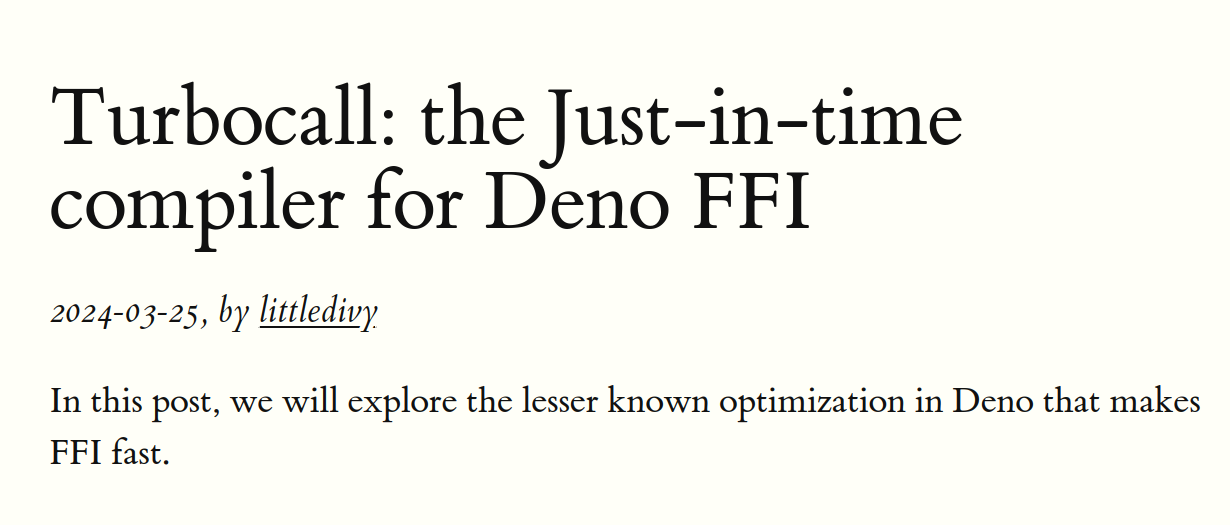 Turbocall: the Just-in-time
compiler for Deno FFI
2024-03-25, by littledivy
In this post, we will explore the lesser known optimization in Deno that makes
FFI fast.